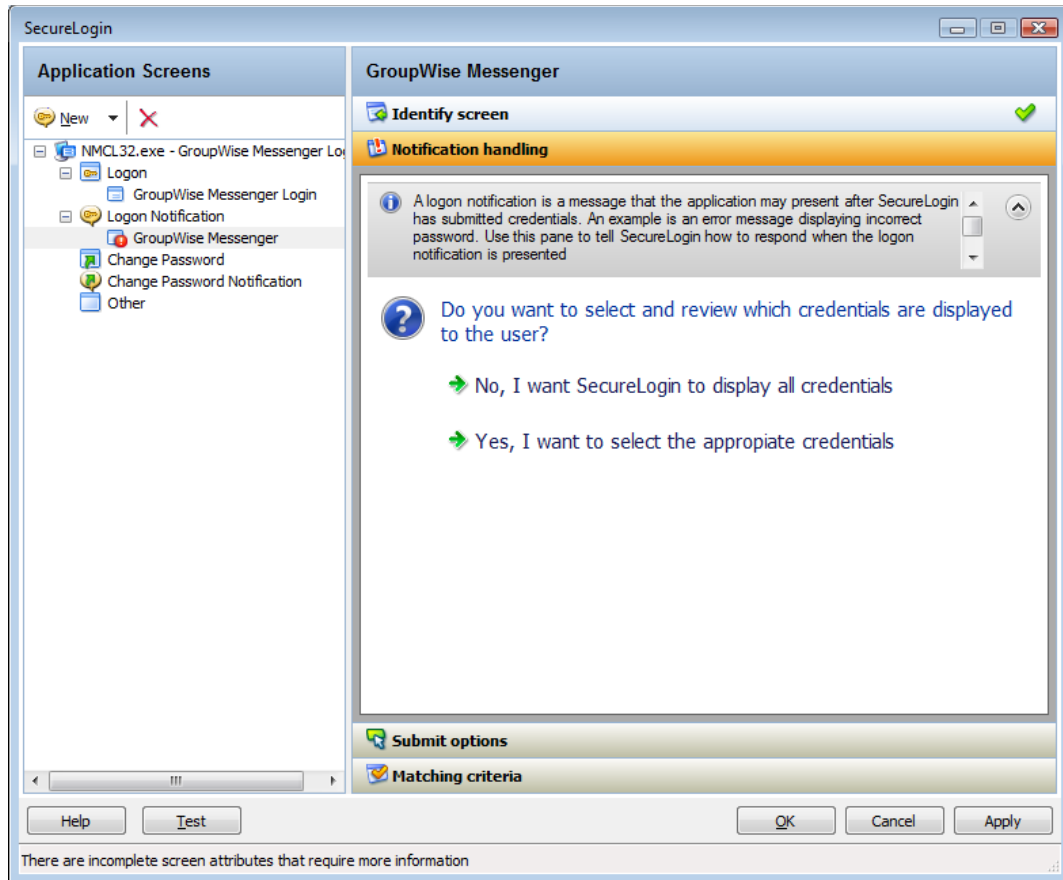 SecureLogin
Application Screens
New
NMCL32.exe - GroupWise Messenger Lo
Logon
GroupWise Messenger Login
Logon Notification
GroupWise Messenger
Change Password
Change Password Notification
Other
GroupWise Messenger
Identify screen
Notification handling
A logon notification is a message that the application may present after SecureLogin
has submitted credentials. An example is an error message displaying incorrect
password. Use this pane to tell SecureLogin how to respond when the logon
notification is presented
Do you want to select and review which credentials are displayed
to the user?
No, I want SecureLogin to display all credentials
Yes, I want to select the appropiate credentials
Submit options
Matching criteria
Help
Test
OK
Cancel
Apply
There are incomplete screen attributes that require more information